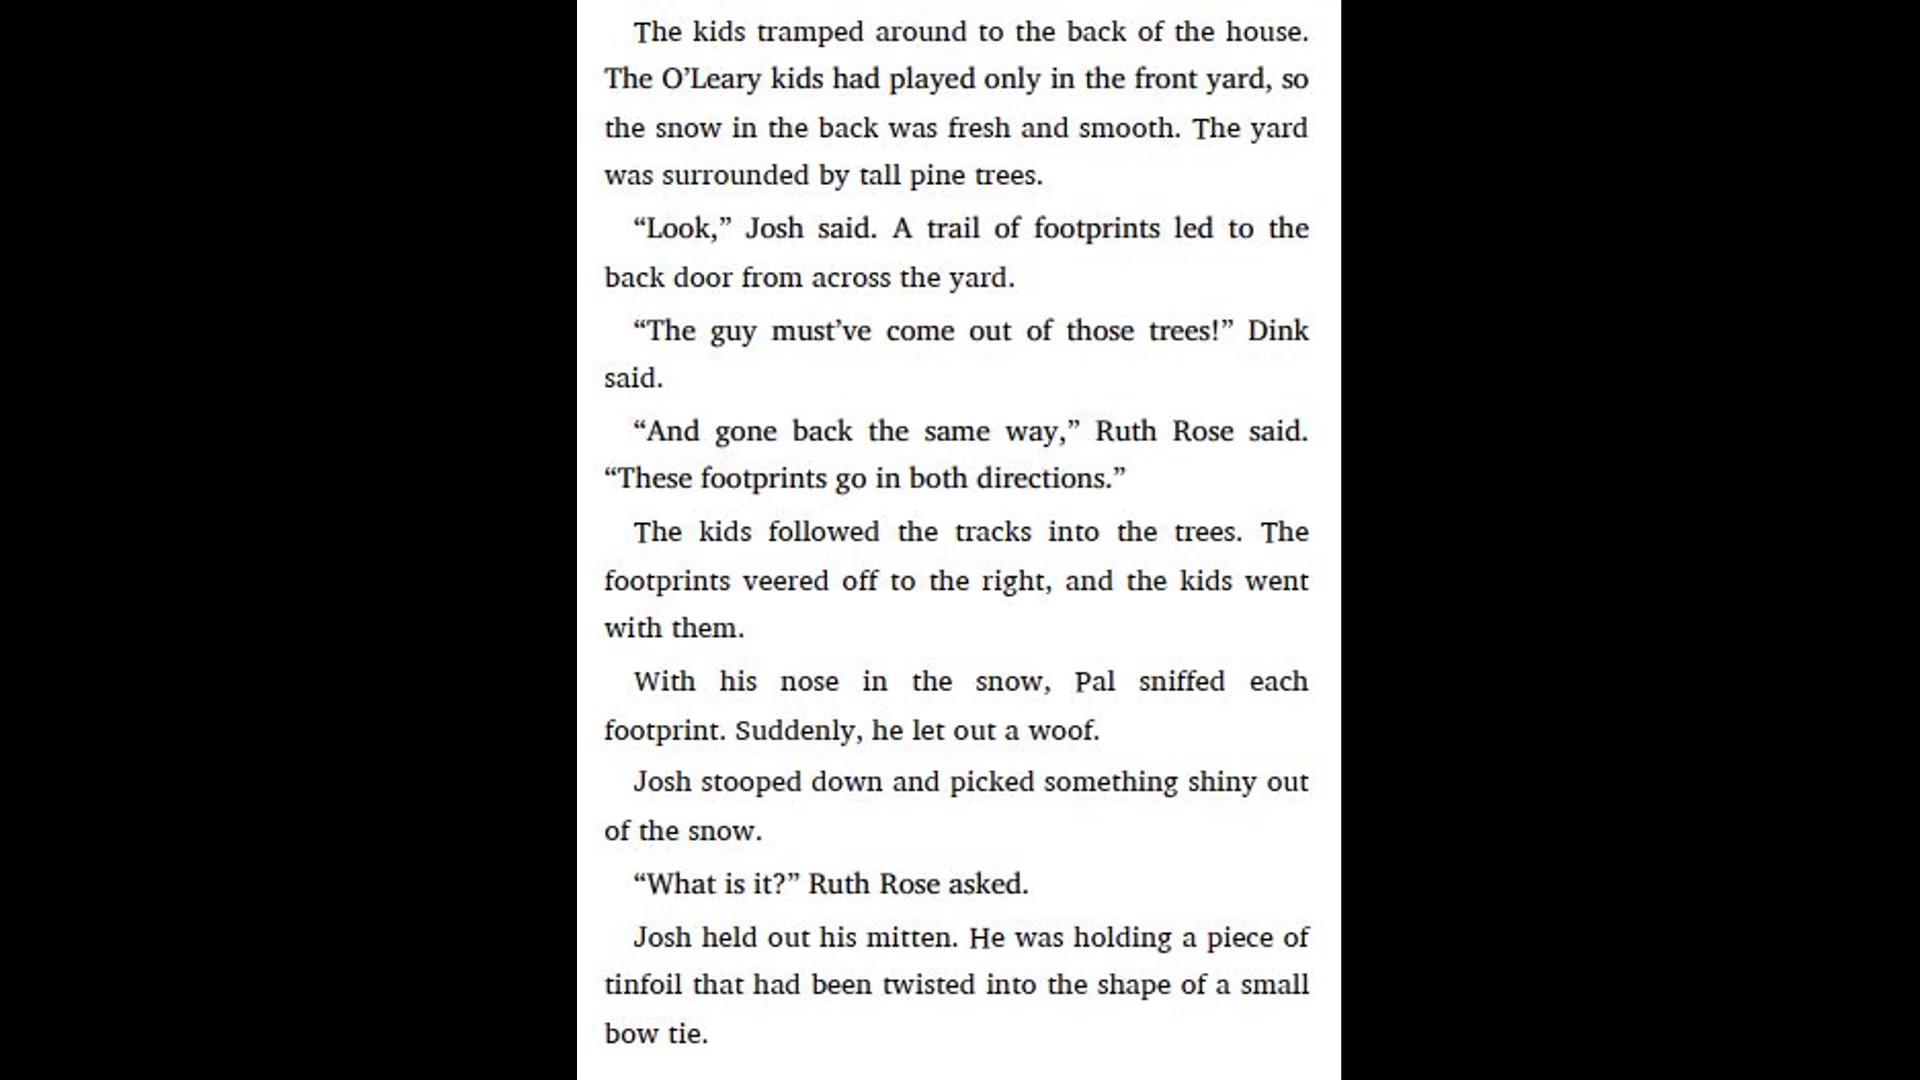 The kids tramped around to the back of the house.
The O’Leary kids had played only in the front yard, so
the snow in the back was fresh and smooth. The yard
was surrounded by tall pine trees.
“Look,” Josh said. A trail of footprints led to the
back door from across the yard.
“The guy must’ve come out of those trees!” Dink
said.
“And gone back the same way,” Ruth Rose said.
“These footprints go in both directions.”
The kids followed the tracks into the trees. The
footprints veered off to the right, and the kids went
with them.
With his nose in the snow, Pal sniffed each
footprint. Suddenly, he let out a woof.
Josh stooped down and picked something shiny out
of the snow.
“What is it?” Ruth Rose asked.
Josh held out his mitten. He was holding a piece of
tinfoil that had been twisted into the shape of a small
bow tie.